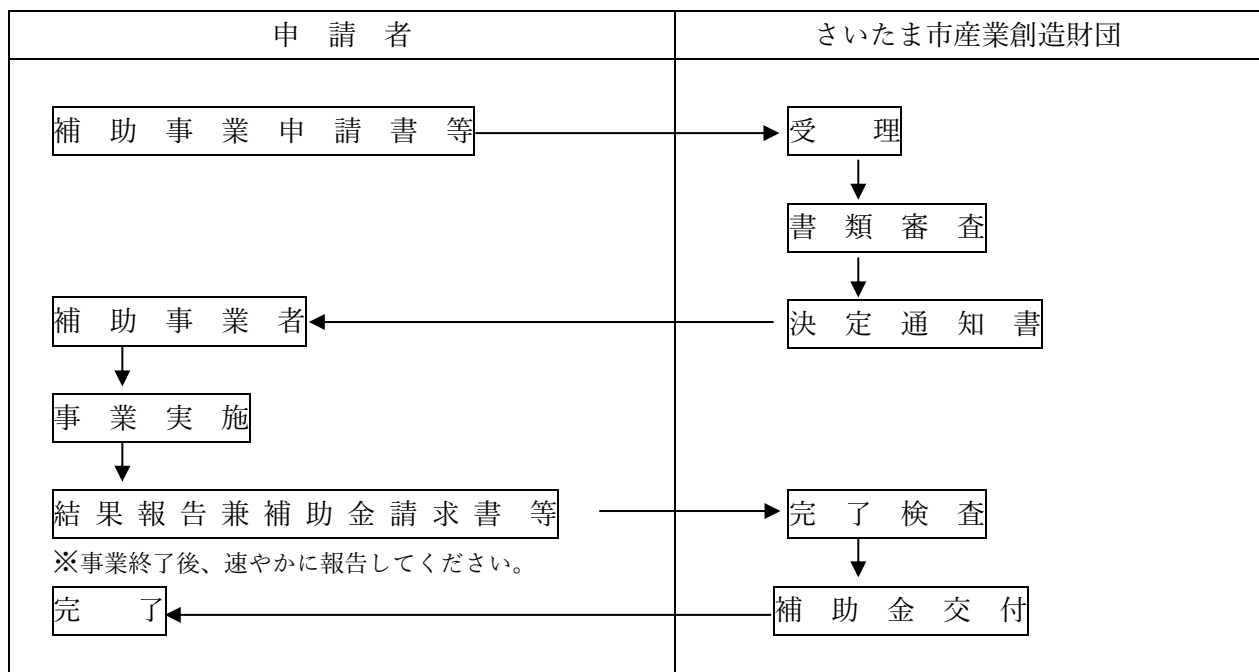 申請者
さいたま市産業創造財団
補助事業申請書等
受理
書類審査
補助事業者
決定通知書
事業実施
結果報告兼補助金請求書等
完了検査
※事業終了後、速やかに報告してください。
完了
補助金交付